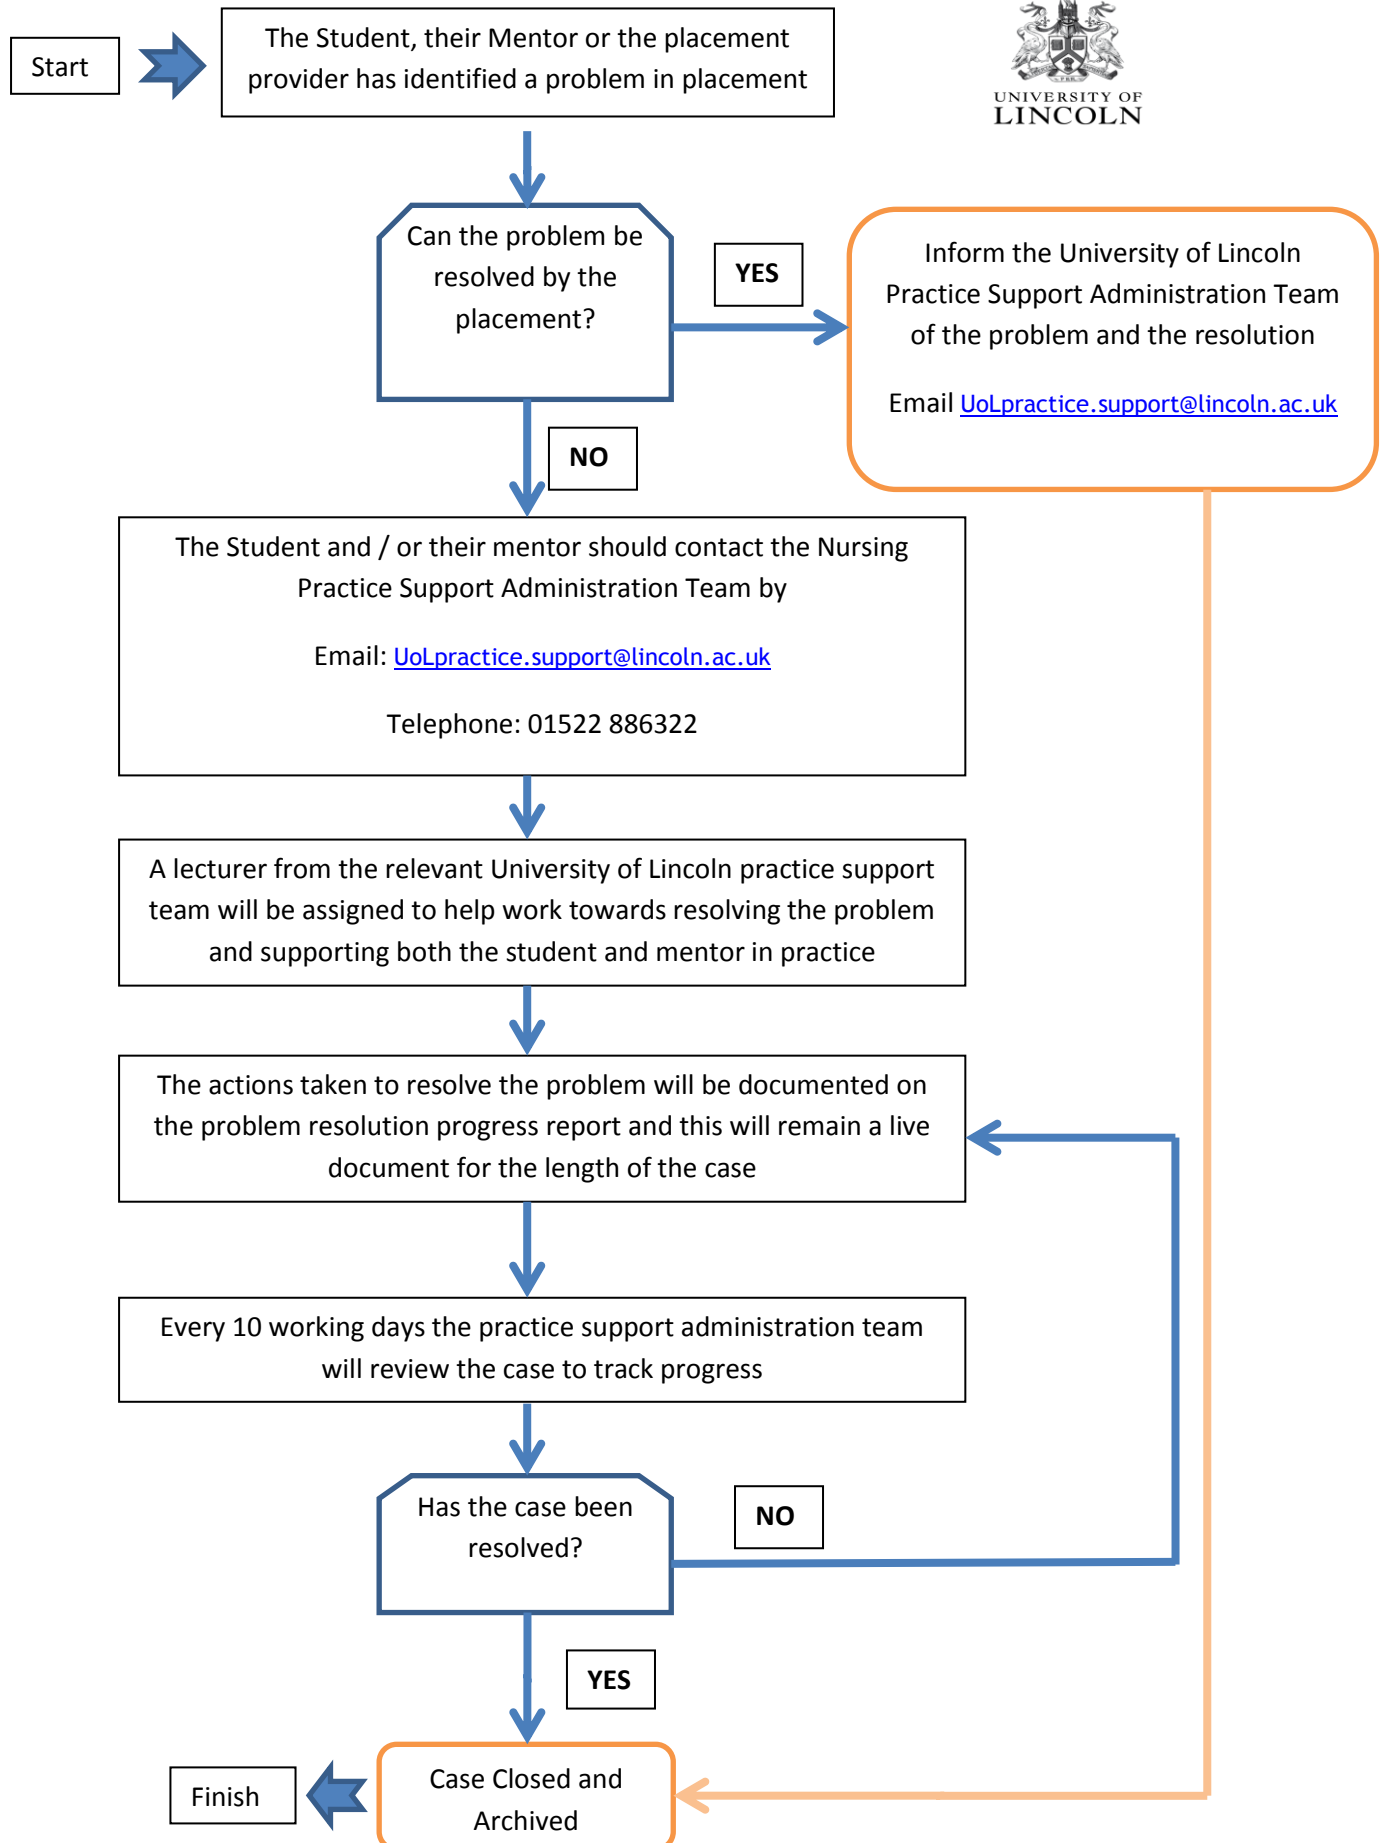 Start
The Student, their Mentor or the placement
provider has identified a problem in placement
UNIVERSITY OF
LINCOLN
Can the problem be
resolved by the
placement?
YES
Inform the University of Lincoln
Practice Support Administration Team
of the problem and the resolution
Email UoLpractice.support@lincoln.ac.uk
NO
The Student and / or their mentor should contact the Nursing
Practice Support Administration Team by
Email: UoLpractice.support@lincoln.ac.uk
Telephone: 01522 886322
A lecturer from the relevant University of Lincoln practice support
team will be assigned to help work towards resolving the problem
and supporting both the student and mentor in practice
The actions taken to resolve the problem will be documented on
the problem resolution progress report and this will remain a live
document for the length of the case
Every 10 working days the practice support administration team
will review the case to track progress
Has the case been
resolved?
NO
YES
Case Closed and
Archived
Finish